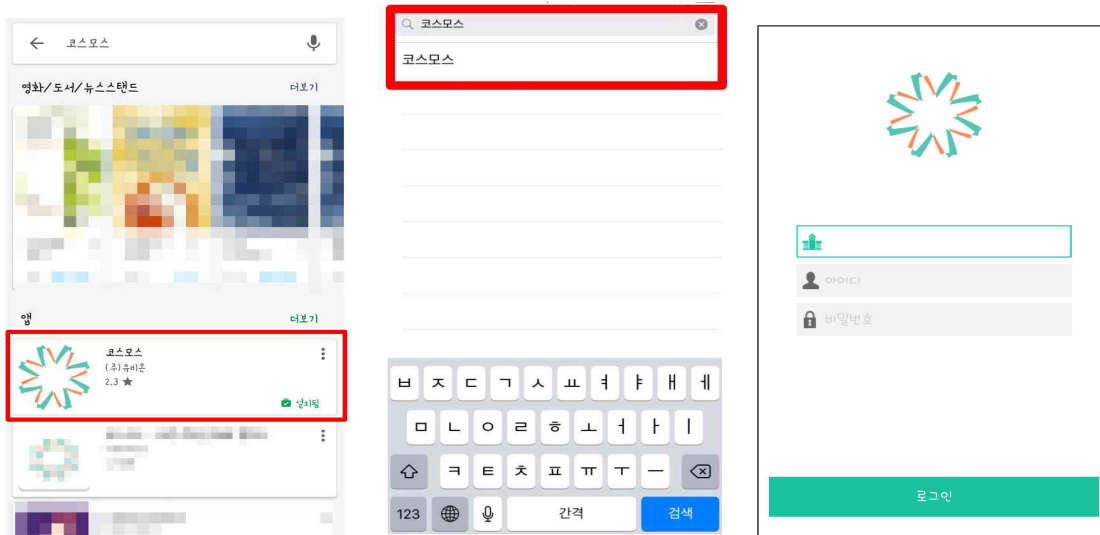 코스모스
영화/도서/뉴스스탠드
더보기
앱
더보기
코스모스
(주)유비온
2.3 ★
설치됨
코스모스
코스모스
ㅂ ㅈ ㄷ ㄱ ㅅ ㅛ ㅕ ㅑ ㅐ ㅔ
ㅁ ㄴ ㅇ ㄹ ㅎ ㅗ ㅓ ㅏ ㅣ
ㅋ ㅌ ㅊ ㅍ ㅠ ㅜ ㅡ
123
간격
검색
아이디
비밀번호
로그인